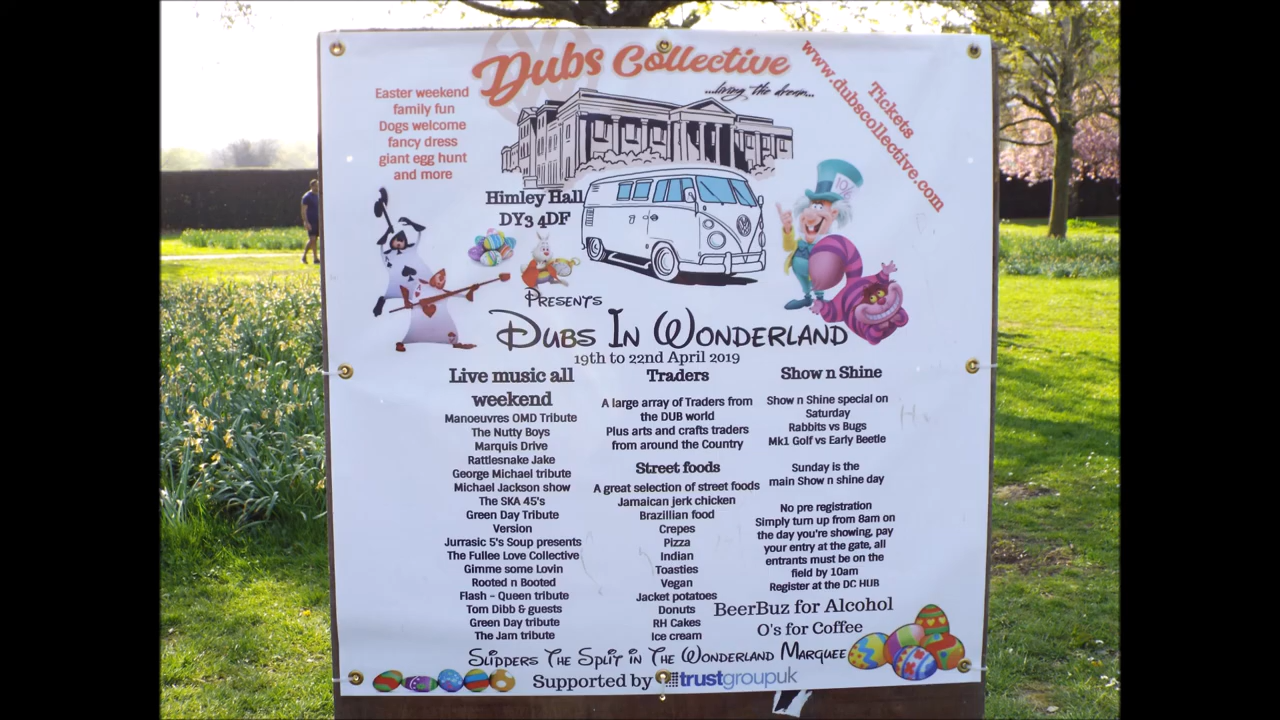 Dubs Collective
...living the dream...
Easter weekend
family fun
Dogs welcome
fancy dress
giant egg hunt
and more
Tickets
www.dubscollective.com
Himley Hall
DY3 4DF
10/6
PRESENTS
DUBS IN WONDERLAND
19th to 22nd April 2019
Live music all
weekend
Manoeuvres OMD Tribute
The Nutty Boys
Marquis Drive
Rattlesnake Jake
George Michael tribute
Michael Jackson show
The SKA 45's
Green Day Tribute
Version
Jurrasic 5's Soup presents
The Fullee Love Collective
Gimme some Lovin
Rooted n Booted
Flash - Queen tribute
Tom Dibb & guests
Green Day tribute
The Jam tribute
Traders
A large array of Traders from
the DUB world
Plus arts and crafts traders
from around the Country
Street foods
A great selection of street foods
Jamaican jerk chicken
Brazillian food
Crepes
Pizza
Indian
Toasties
Vegan
Jacket potatoes
Donuts
RH Cakes
Ice cream
Show n Shine
Show n Shine special on
Saturday
Rabbits vs Bugs
Mk1 Golf vs Early Beetle
Sunday is the
main Show n shine day
No pre registration
Simply turn up from 8am on
the day you're showing, pay
your entry at the gate, all
entrants must be on the
field by 10am
Register at the DC HUB
BeerBuz for Alcohol
O's for Coffee
SLIDDERS THE SPLIT IN THE WONDERLAND MARQUEE
Supported by trustgroupuk